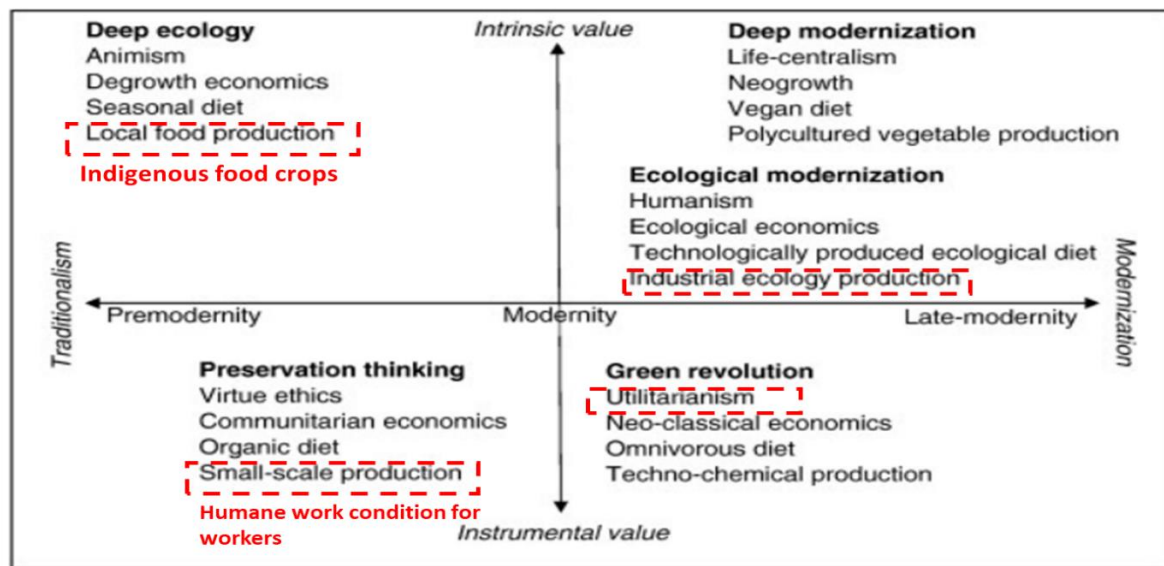 Deep ecology
Animism
Degrowth economics
Seasonal diet
Local food production
Indigenous food crops
Intrinsic value
Deep modernization
Life-centralism
Neogrowth
Vegan diet
Polycultured vegetable production
Ecological modernization
Humanism
Ecological economics
Technologically produced ecological diet
Industrial ecology production
Traditionalism
Premodernity
Modernity
Late-modernity
Modernization
Preservation thinking
Virtue ethics
Communitarian economics
Organic diet
Small-scale production
Humane work condition for
workers
Green revolution
Utilitarianism
Neo-classical economics
Omnivorous diet
Techno-chemical production
Instrumental value